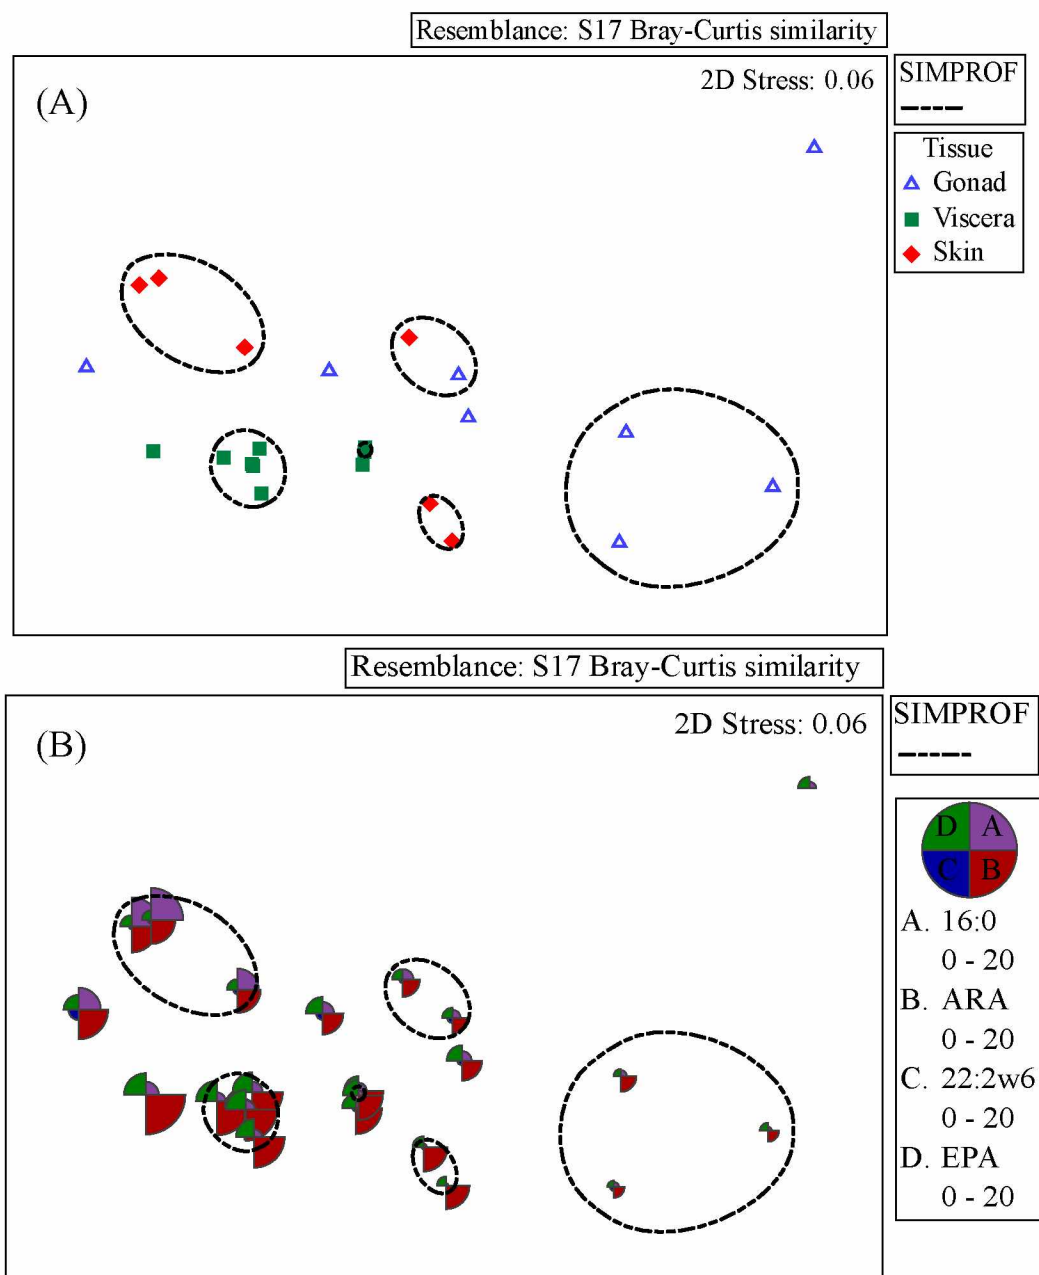 Resemblance: S17 Bray-Curtis similarity
(A)
2D Stress: 0.06
SIMPROF
Tissue
Gonad
Viscera
Skin
Resemblance: S17 Bray-Curtis similarity
(B)
2D Stress: 0.06
SIMPROF
D A
C B
A. 16:0
0 - 20
B. ARA
0 - 20
C. 22:2w6
0 - 20
D. EPA
0 - 20